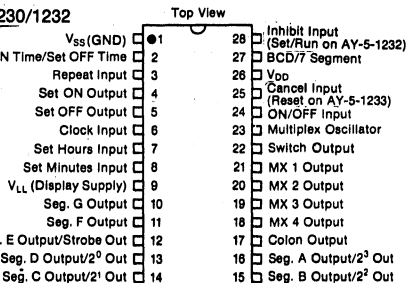 230/1232
Top View
Vss(GND) 1
N Time/Set OFF Time 2
Repeat Input 3
Set ON Output 4
Set OFF Output 5
Clock Input 6
Set Hours Input 7
Set Minutes Input 8
VLL (Display Supply) 9
Seg. G Output 10
Seg. F Output 11
. E Output/Strobe Out 12
Seg. D Output/2⁰ Out 13
Seg. C Output/2¹ Out 14
28 Inhibit Input
(Set/Run on AY-5-1232)
27 BCD/7 Segment
26 VDD
25 Cancel Input
(Reset on AY-5-1233)
24 ON/OFF Input
23 Multiplex Oscillator
22 Switch Output
21 MX 1 Output
20 MX 2 Output
19 MX 3 Output
18 MX 4 Output
17 Colon Output
16 Seg. A Output/2³ Out
15 Seg. B Output/2² Out